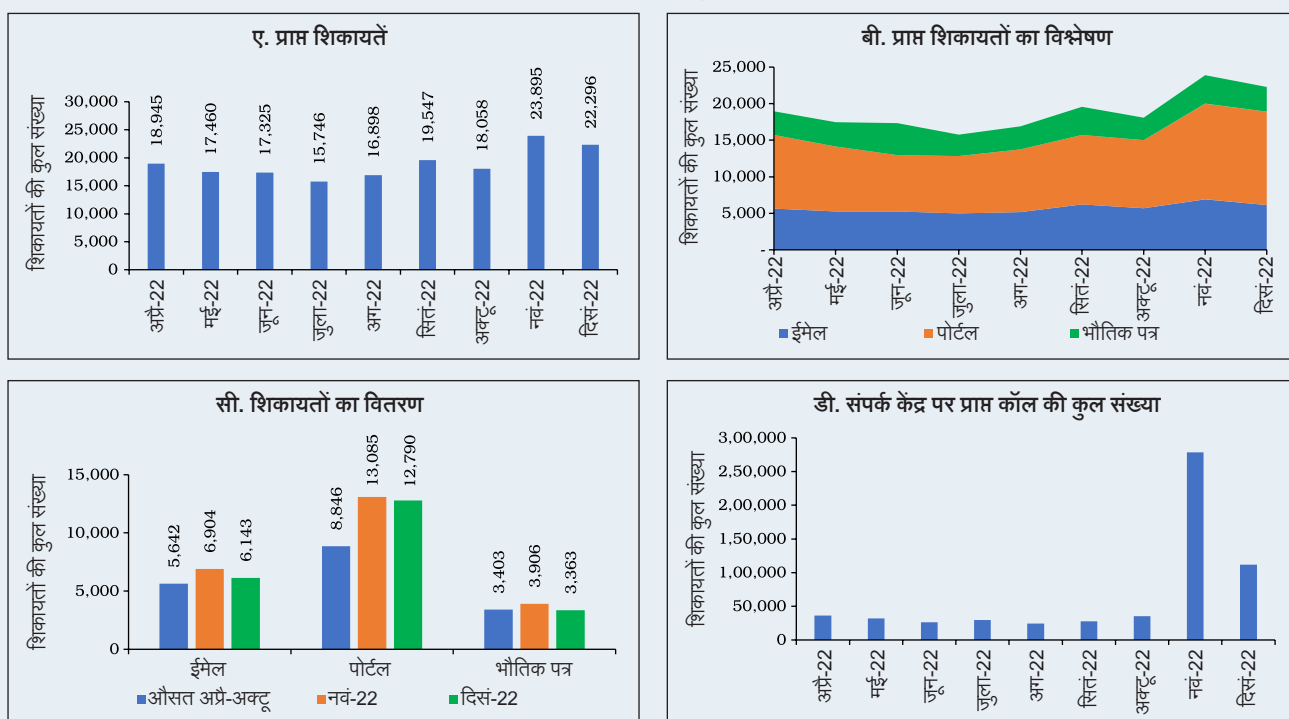 ए. प्राप्त शिकायतें
शिकायतों की कुल संख्या
30,000
25,000
20,000
15,000
10,000
5,000
0
18,945
17,460
17,325
15,746
16,898
19,547
18,058
23,895
22,296
अप्रै-22
मई-22
जून-22
जुला-22
अग-22
सितं-22
अक्टू-22
नवं-22
दिसं-22
बी. प्राप्त शिकायतों का विश्लेषण
शिकायतों की कुल संख्या
25,000
20,000
15,000
10,000
5,000
-
अप्रै-22
मई-22
जून-22
जुला-22
अग-22
सितं-22
अक्टू-22
नवं-22
दिसं-22
ईमेल पोर्टल भौतिक पत्र
सी. शिकायतों का वितरण
शिकायतों की कुल संख्या
15,000
10,000
5,000
0
5,642
6,904
6,143
8,846
13,085
12,790
3,403
3,906
3,363
ईमेल पोर्टल भौतिक पत्र
औसत अप्रै-अक्टू नवं-22 दिसं-22
डी. संपर्क केंद्र पर प्राप्त कॉल की कुल संख्या
शिकायतों की कुल संख्या
3,00,000
2,50,000
2,00,000
1,50,000
1,00,000
50,000
0
अप्रै-22
मई-22
जून-22
जुला-22
अग-22
सितं-22
अक्टू-22
नवं-22
दिसं-22